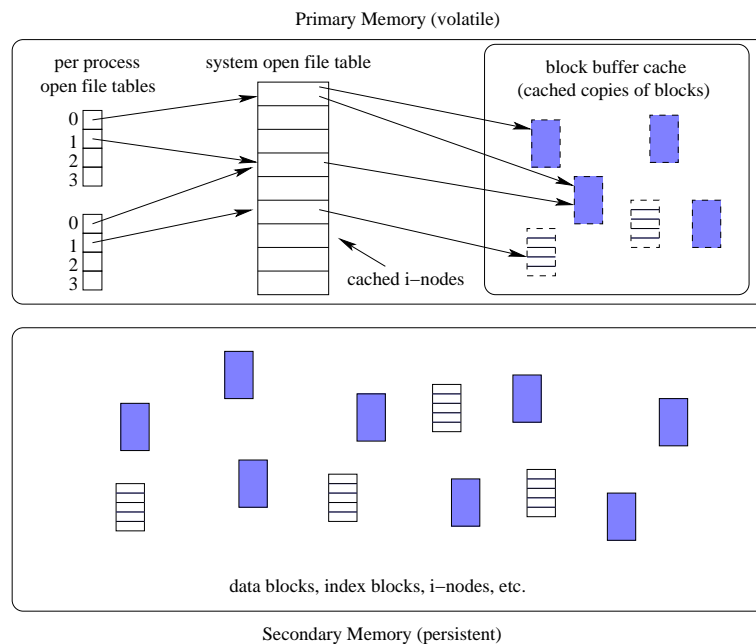 Primary Memory (volatile)
per process
open file tables
system open file table
block buffer cache
(cached copies of blocks)
0
1
2
3
0
1
2
3
cached i−nodes
data blocks, index blocks, i−nodes, etc.
Secondary Memory (persistent)